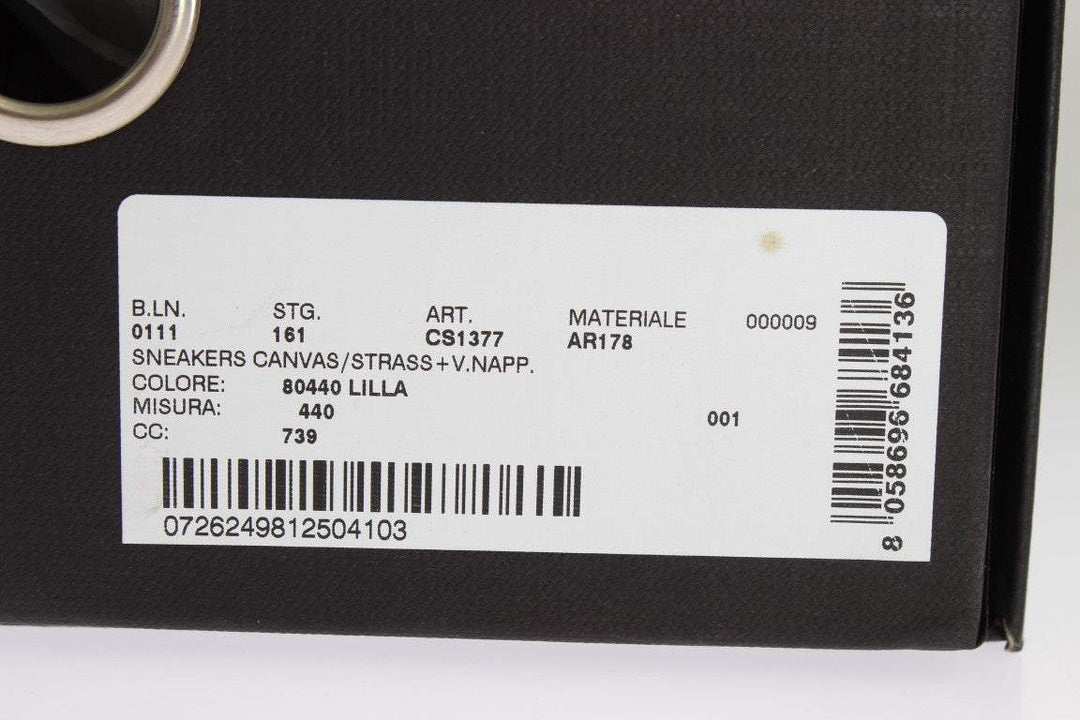 B.LN. STG. ART. MATERIALE 000009
0111 161 CS1377 AR178
SNEAKERS CANVAS/STRASS+V.NAPP.
COLORE: 80440 LILLA
MISURA: 440 001
CC: 739
0726249812504103
8 058696 684136